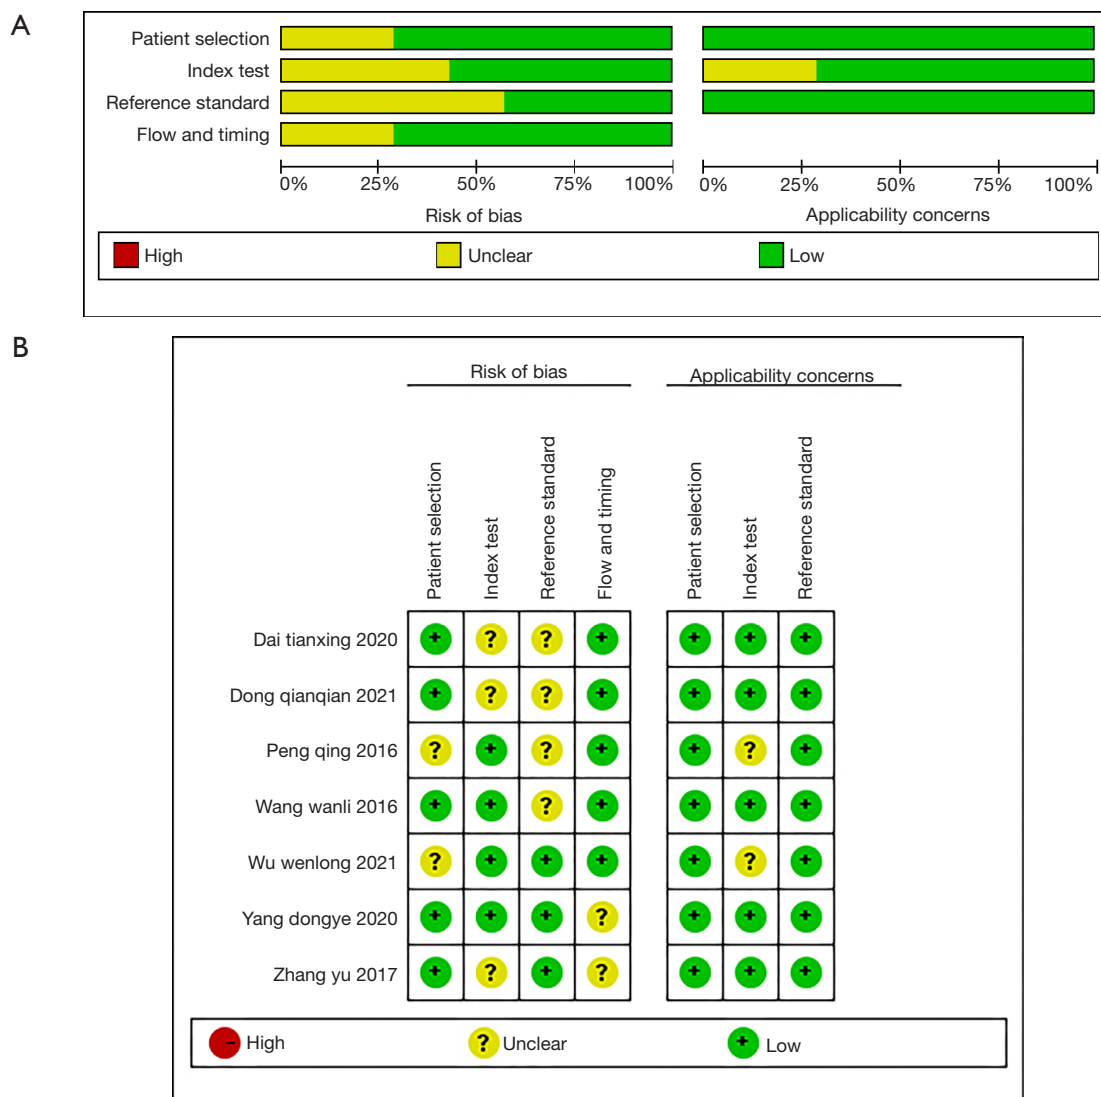 A
Patient selection
Index test
Reference standard
Flow and timing
0% 25% 50% 75% 100% 0% 25% 50% 75% 100%
Risk of bias Applicability concerns
High Unclear Low
B
Risk of bias Applicability concerns
Patient selection
Index test
Reference standard
Flow and timing
Patient selection
Index test
Reference standard
Dai tianxing 2020 + ? ? + + + +
Dong qianqian 2021 + ? ? + + + +
Peng qing 2016 ? + ? + + ? +
Wang wanli 2016 + + ? + + + +
Wu wenlong 2021 ? + + + + ? +
Yang dongye 2020 + + + ? + + +
Zhang yu 2017 + ? + ? + + +
- High ? Unclear + Low